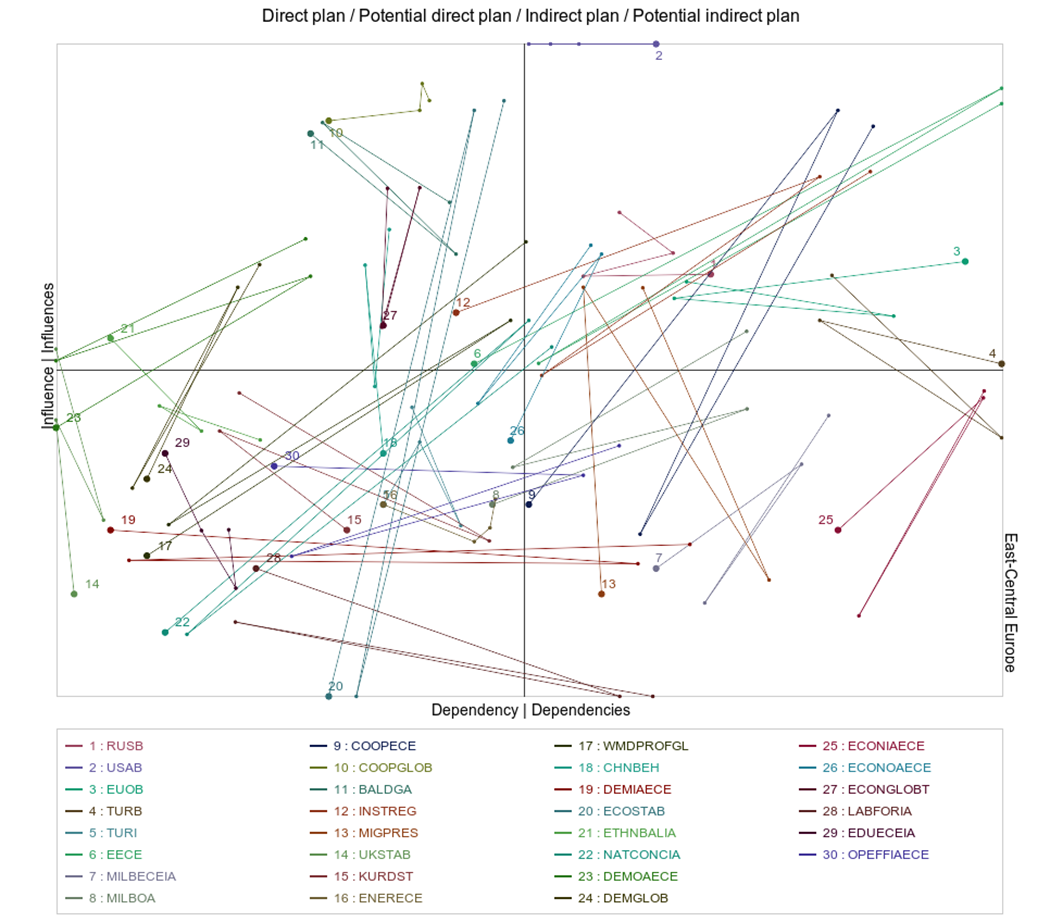 Direct plan / Potential direct plan / Indirect plan / Potential indirect plan
2
10
11
3
1
12
27
21
6
4
23
26
29
18
24
30
16
8
9
19
15
25
17
28
7
14
13
22
20
Influence | Influences
East-Central Europe
Dependency | Dependencies
1 : RUSB 9 : COOPECE 17 : WMDPROFGL 25 : ECONIAECE
2 : USAB 10 : COOPGLOB 18 : CHNBEH 26 : ECONOAECE
3 : EUOB 11 : BALDGA 19 : DEMIAECE 27 : ECONGLOBT
4 : TURB 12 : INSTREG 20 : ECOSTAB 28 : LABFORIA
5 : TURI 13 : MIGPRES 21 : ETHNBALIA 29 : EDUECEIA
6 : EECE 14 : UKSTAB 22 : NATCONCIA 30 : OPEFFIAECE
7 : MILBECEIA 15 : KURDST 23 : DEMOAECE
8 : MILBOA 16 : ENERECE 24 : DEMGLOB